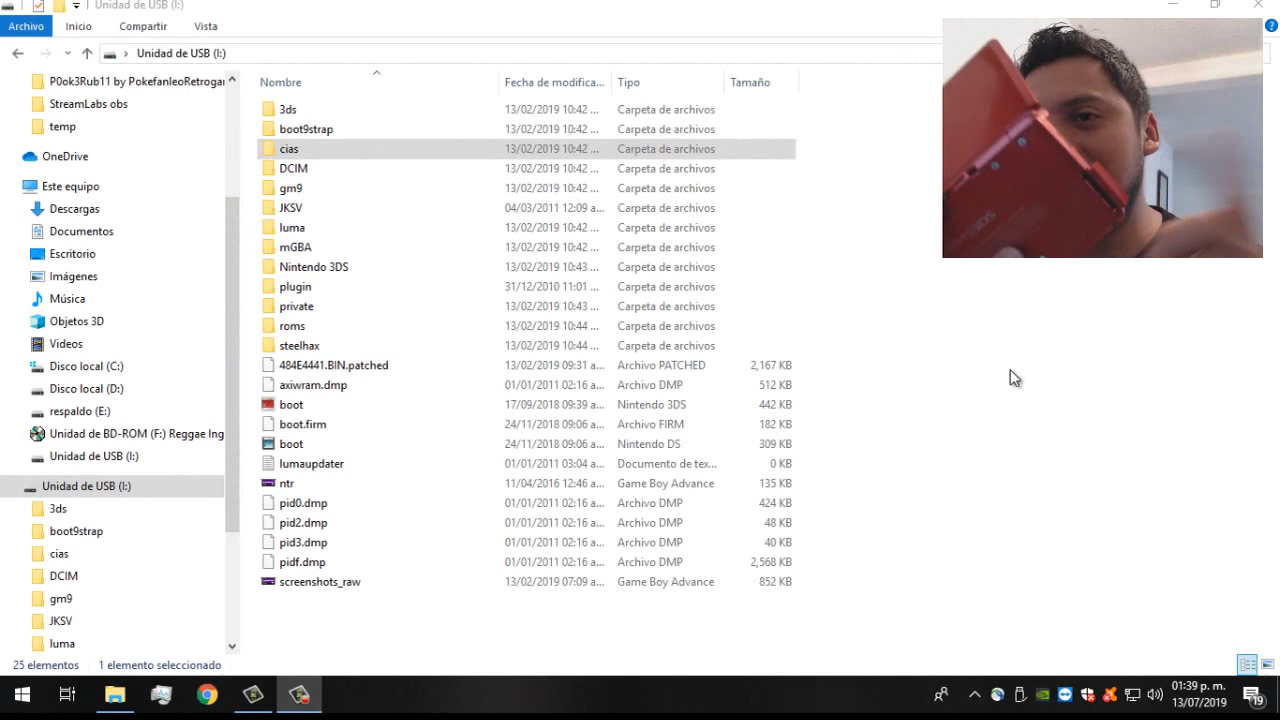 Unidad de USB (I:)
Archivo Inicio Compartir Vista
Unidad de USB (I:)
P0ok3Rub11 by PokefanleoRetrogar
StreamLabs obs
temp
OneDrive
Este equipo
Descargas
Documentos
Escritorio
Imágenes
Música
Objetos 3D
Videos
Disco local (C:)
Disco local (D:)
respaldo (E:)
Unidad de BD-ROM (F:) Reggae Ing
Unidad de USB (I:)
Unidad de USB (I:)
3ds
boot9strap
cias
DCIM
gm9
JKSV
luma
Nombre Fecha de modifica... Tipo Tamaño
3ds 13/02/2019 10:42 ... Carpeta de archivos
boot9strap 13/02/2019 10:42 ... Carpeta de archivos
cias 13/02/2019 10:42 ... Carpeta de archivos
DCIM 13/02/2019 10:42 ... Carpeta de archivos
gm9 13/02/2019 10:42 ... Carpeta de archivos
JKSV 04/03/2011 12:09 a... Carpeta de archivos
luma 13/02/2019 10:42 ... Carpeta de archivos
mGBA 13/02/2019 10:42 ... Carpeta de archivos
Nintendo 3DS 13/02/2019 10:43 ... Carpeta de archivos
plugin 31/12/2010 11:01 ... Carpeta de archivos
private 13/02/2019 10:43 ... Carpeta de archivos
roms 13/02/2019 10:44 ... Carpeta de archivos
steelhax 13/02/2019 10:44 ... Carpeta de archivos
484E4441.BIN.patched 13/02/2019 09:31 a... Archivo PATCHED 2,167 KB
axiwram.dmp 01/01/2011 02:16 a... Archivo DMP 512 KB
boot 17/09/2018 09:39 a... Nintendo 3DS 442 KB
boot.firm 24/11/2018 09:06 a... Archivo FIRM 182 KB
boot 24/11/2018 09:06 a... Nintendo DS 309 KB
lumaupdater 01/01/2011 03:04 a... Documento de tex... 0 KB
ntr 11/04/2016 12:46 a... Game Boy Advance 135 KB
pid0.dmp 01/01/2011 02:16 a... Archivo DMP 424 KB
pid2.dmp 01/01/2011 02:16 a... Archivo DMP 48 KB
pid3.dmp 01/01/2011 02:16 a... Archivo DMP 40 KB
pidf.dmp 01/01/2011 02:16 a... Archivo DMP 2,568 KB
screenshots_raw 13/02/2019 07:09 a... Game Boy Advance 852 KB
25 elementos 1 elemento seleccionado
01:39 p. m.
13/07/2019
19